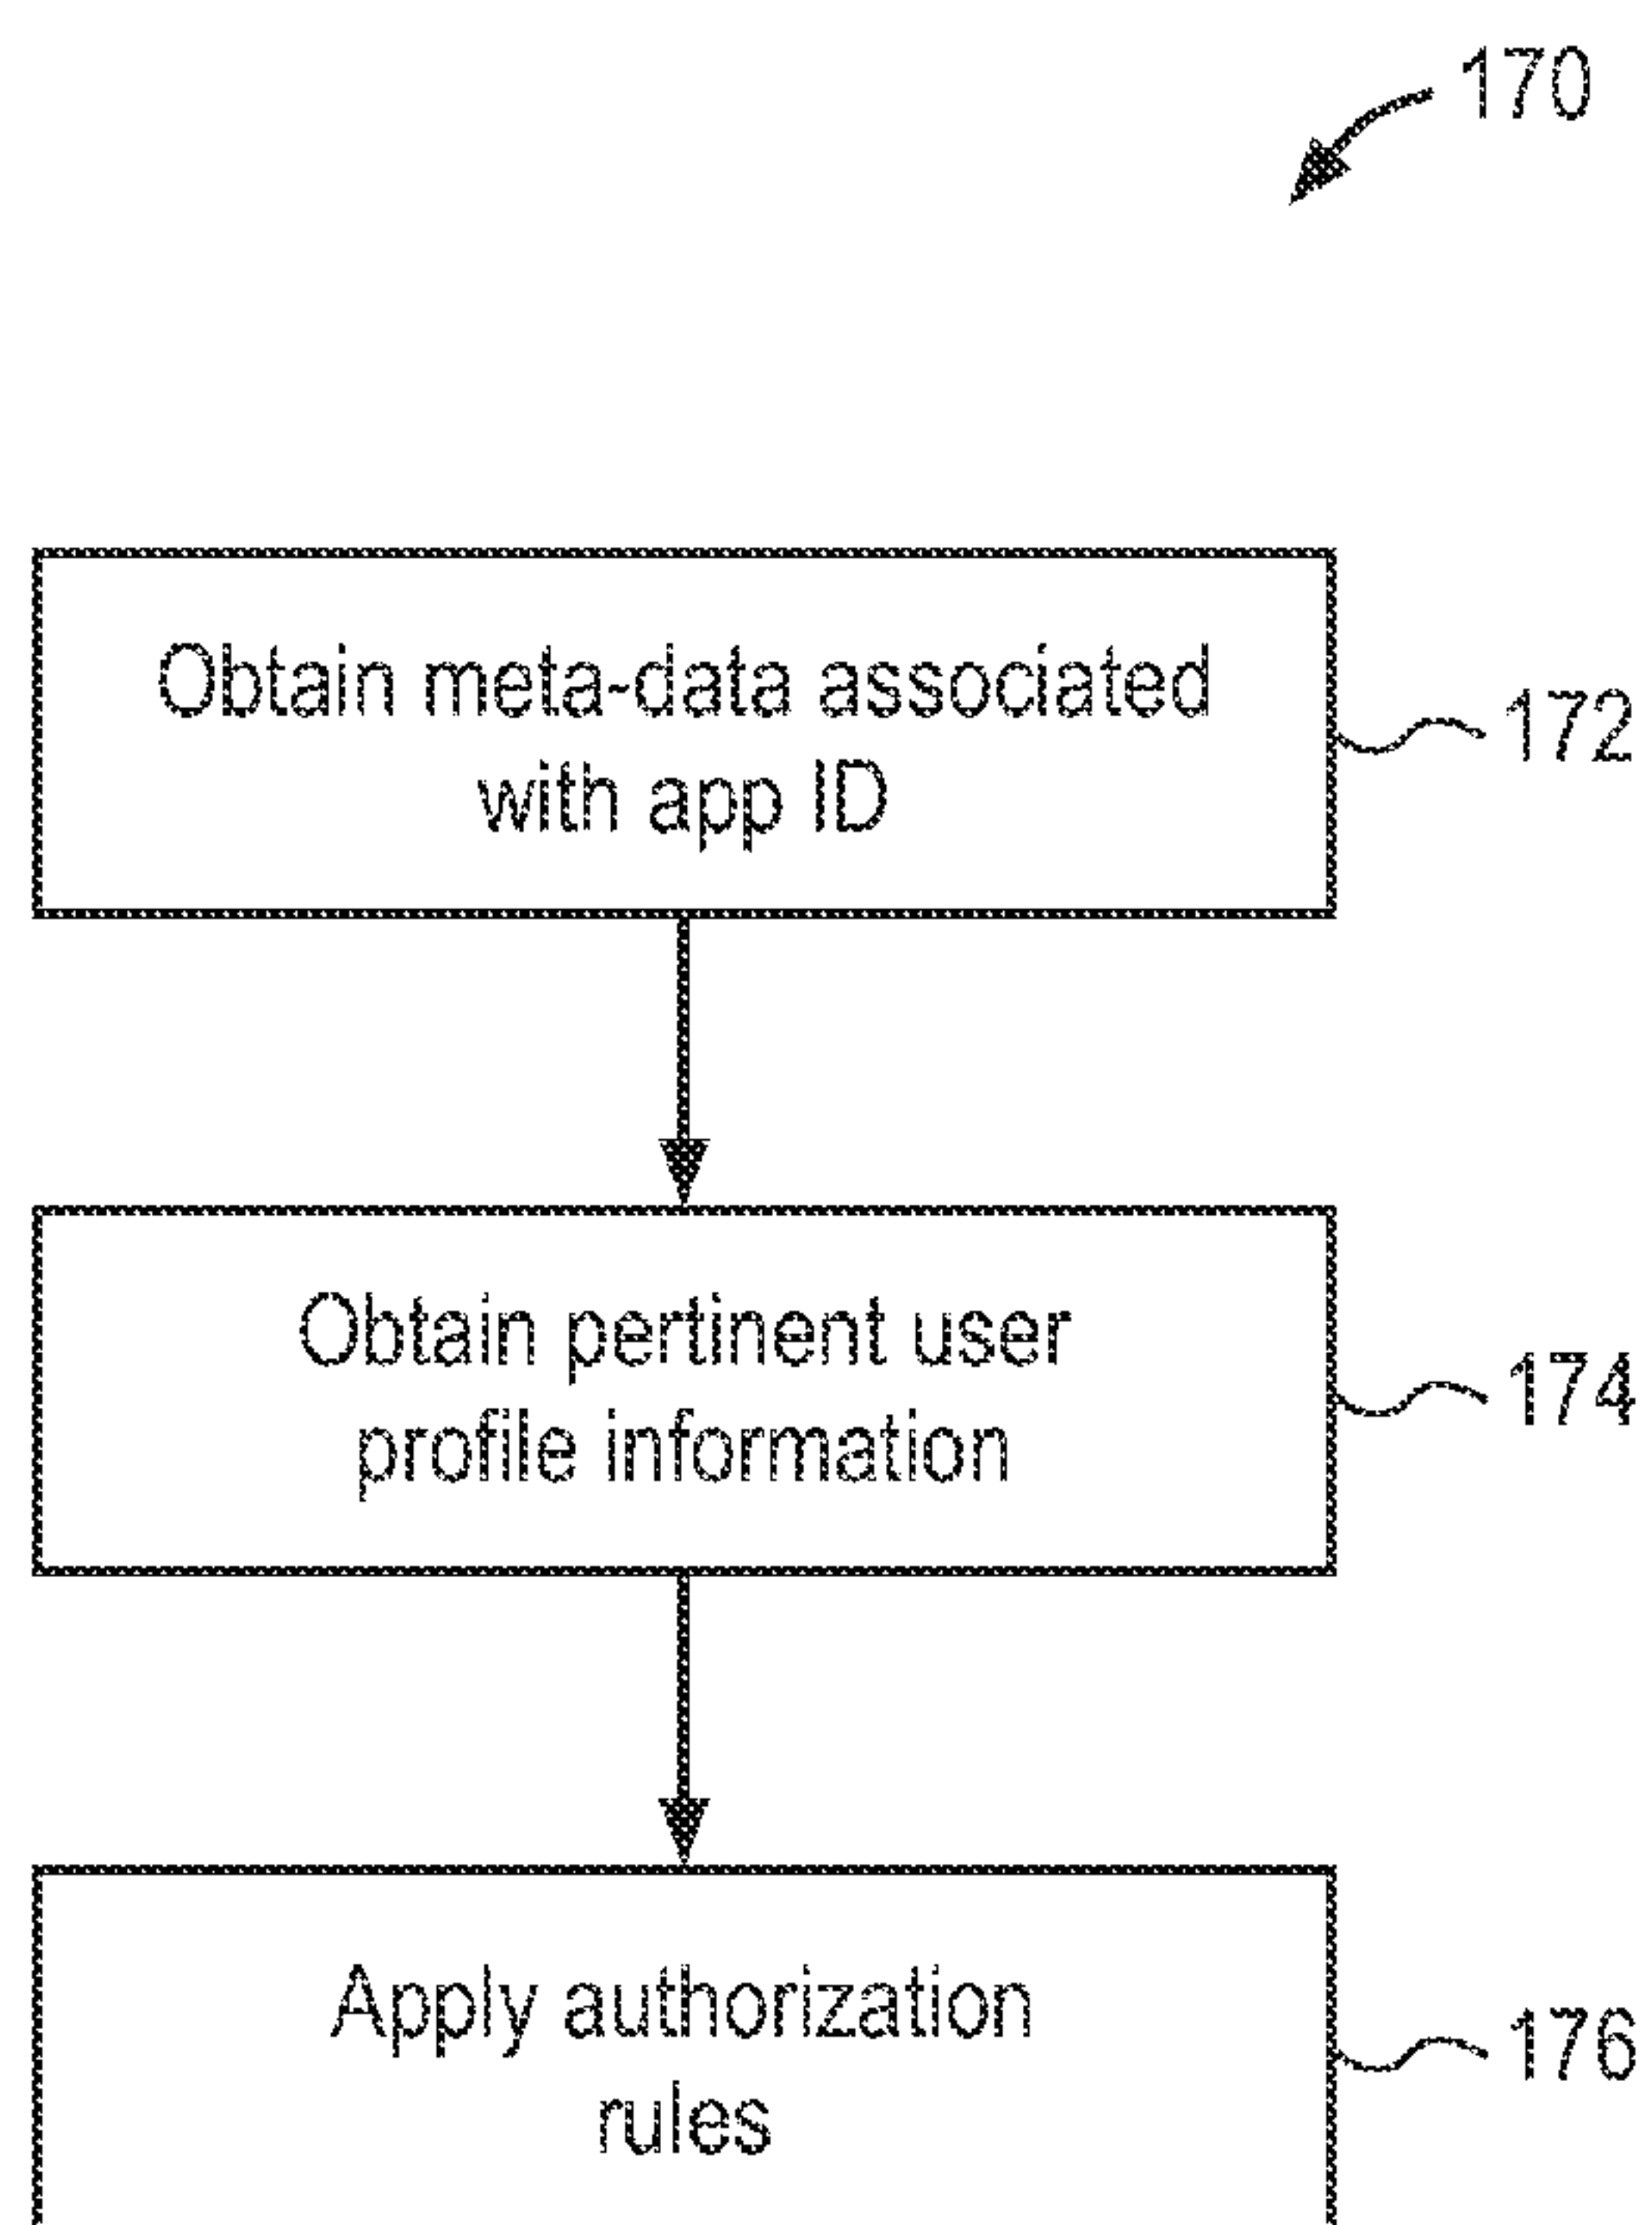 170
Obtain meta-data associated
with app ID
172
Obtain pertinent user
profile information
174
Apply authorization
rules
176